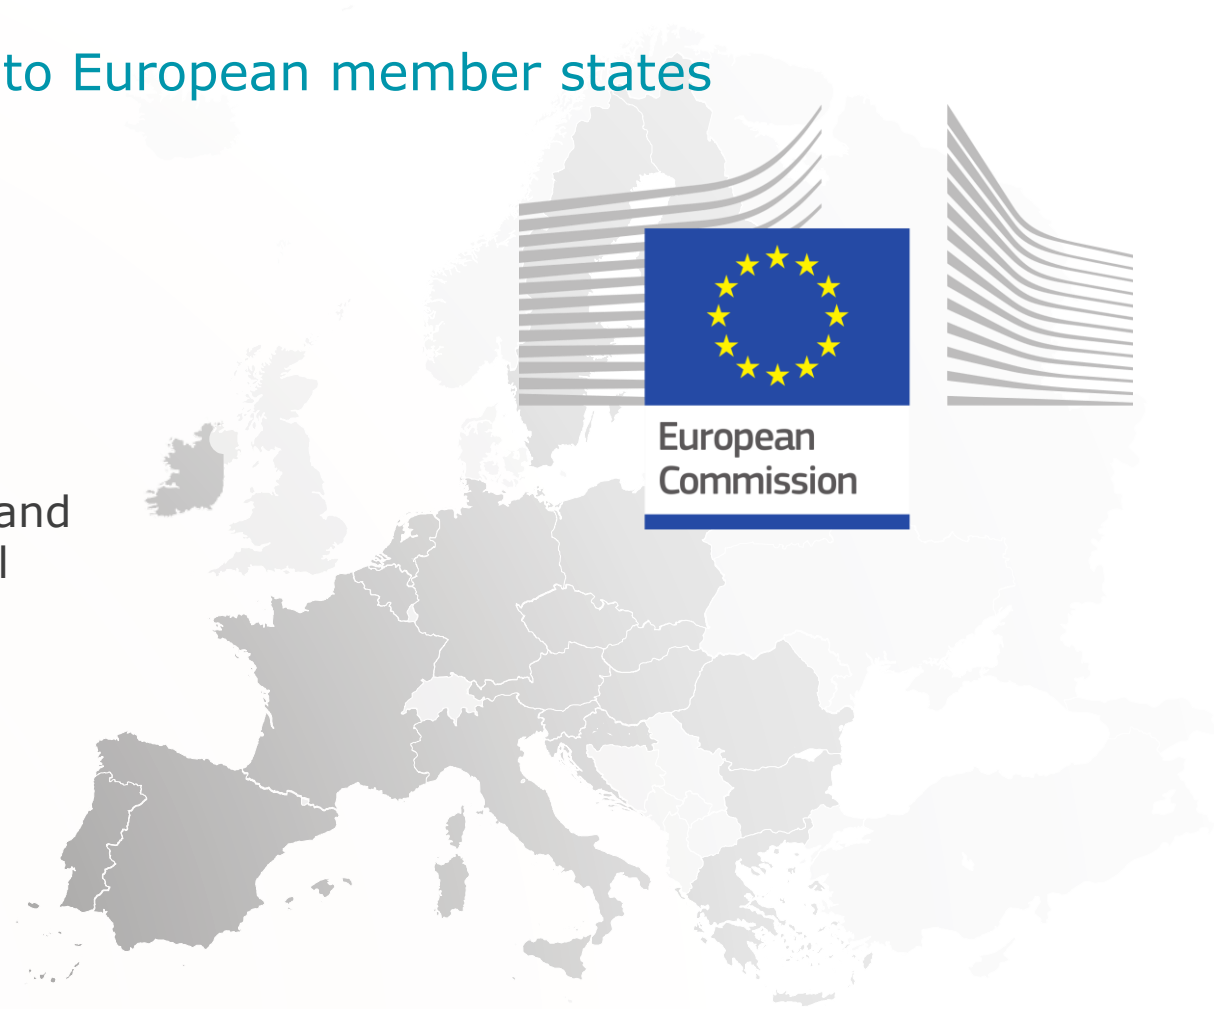 to European member states
European
Commission
and
l